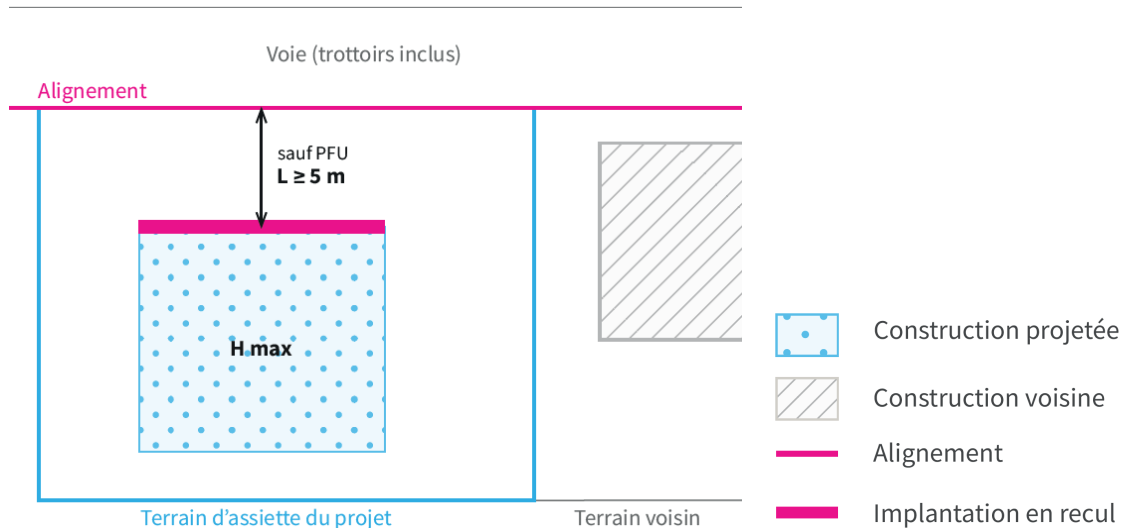 Voie (trottoirs inclus)
Alignement
sauf PFU
L ≥ 5 m
H max
Terrain d'assiette du projet
Terrain voisin
Construction projetée
Construction voisine
Alignement
Implantation en recul